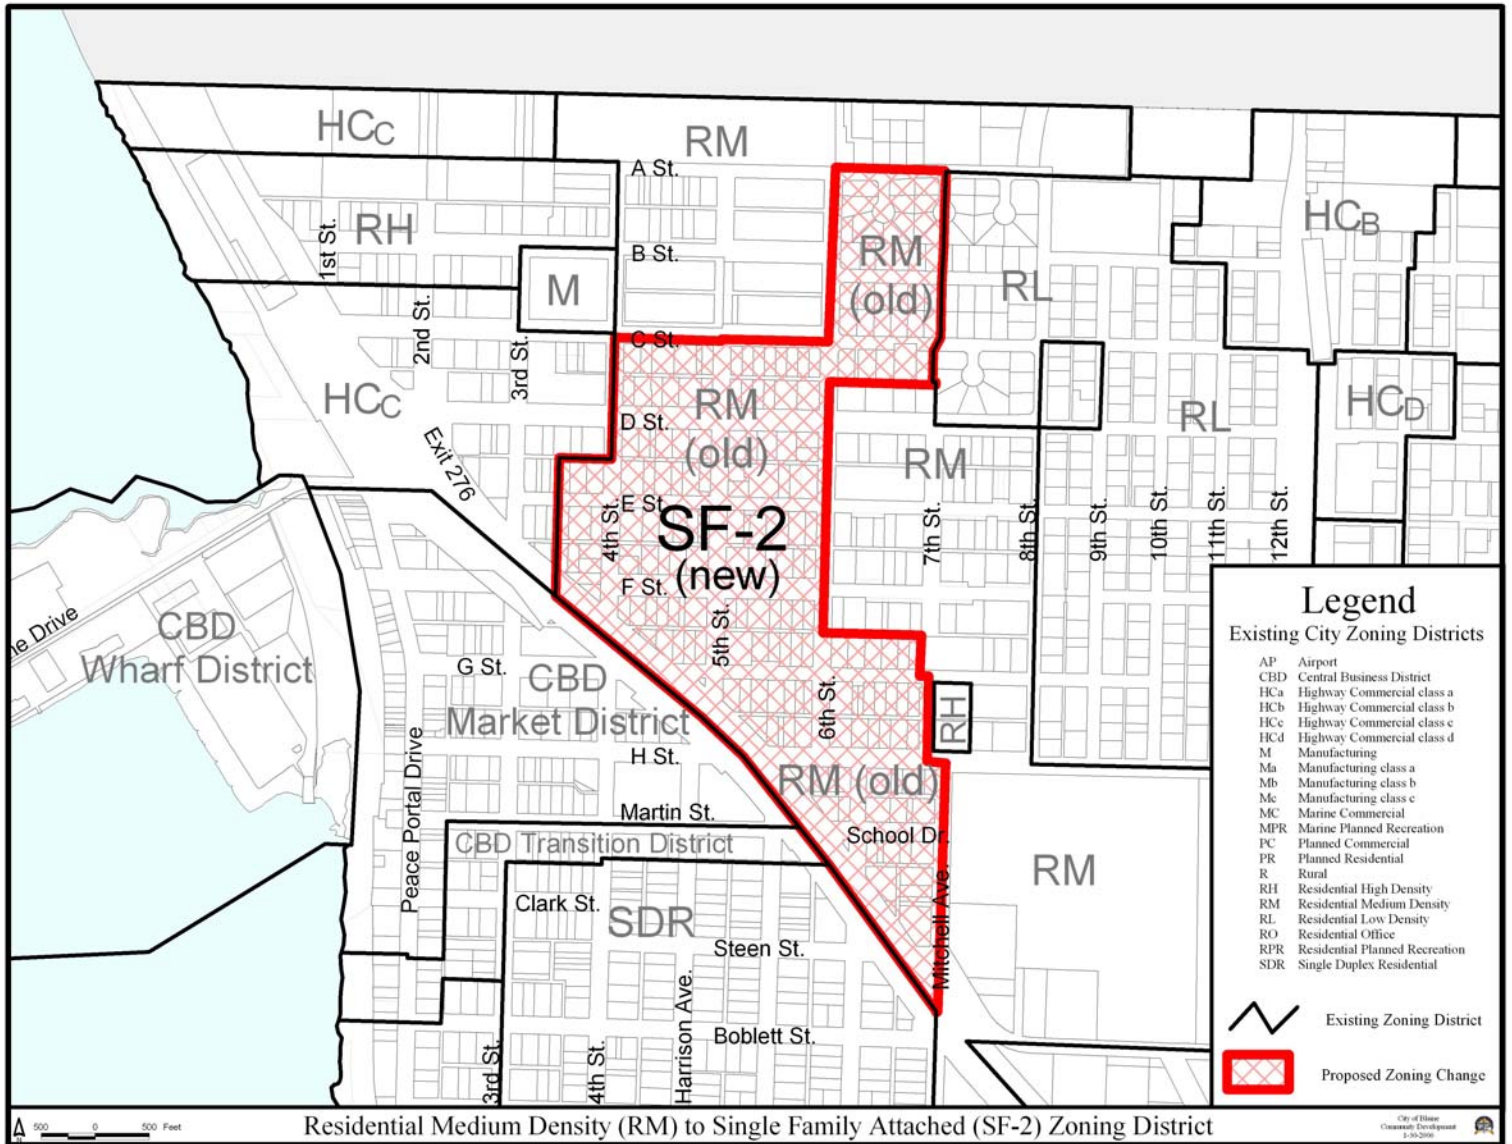 HCC
RM
A St.
RH
1st St.
B St.
M
RM
(old)
RL
HCB
2nd St.
C St.
3rd St.
HCC
RM
(old)
D St.
RL
HCD
Exit 276
RM
E St.
4th St.
SF-2
(new)
7th St.
8th St.
9th St.
10th St.
11th St.
12th St.
F St.
CBD
Wharf District
ne Drive
5th St.
G St.
CBD
Market District
6th St.
RH
H St.
Peace Portal Drive
RM (old)
Martin St.
School Dr.
CBD Transition District
RM
Clark St.
SDR
Mitchell Ave.
Steen St.
Harrison Ave.
Boblett St.
3rd St.
4th St.
Legend
Existing City Zoning Districts
AP Airport
CBD Central Business District
HCa Highway Commercial class a
HCb Highway Commercial class b
HCc Highway Commercial class c
HCd Highway Commercial class d
M Manufacturing
Ma Manufacturing class a
Mb Manufacturing class b
Mc Manufacturing class c
MC Marine Commercial
MPR Marine Planned Recreation
PC Planned Commercial
PR Planned Residential
R Rural
RH Residential High Density
RM Residential Medium Density
RL Residential Low Density
RO Residential Office
RPR Residential Planned Recreation
SDR Single Duplex Residential
Existing Zoning District
Proposed Zoning Change
500 0 500 Feet
Residential Medium Density (RM) to Single Family Attached (SF-2) Zoning District
City of Blaine
Community Development